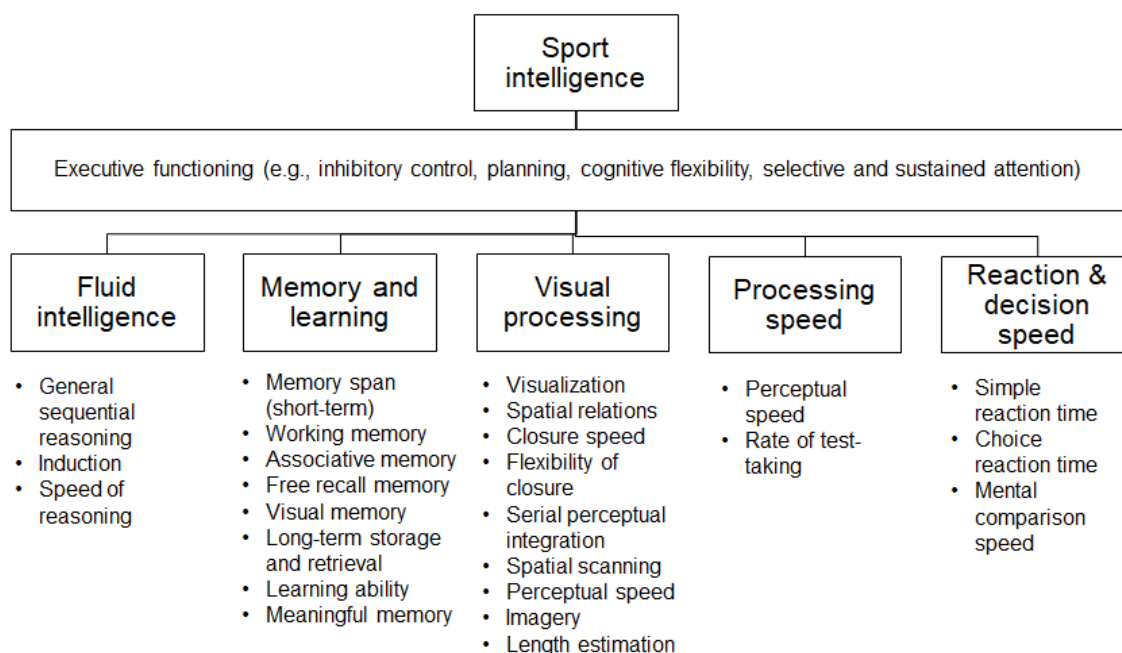 Sport
intelligence
Executive functioning (e.g., inhibitory control, planning, cognitive flexibility, selective and sustained attention)
Fluid
intelligence
• General
sequential
reasoning
• Induction
• Speed of
reasoning
Memory and
learning
• Memory span
(short-term)
• Working memory
• Associative memory
• Free recall memory
• Visual memory
• Long-term storage
and retrieval
• Learning ability
• Meaningful memory
Visual
processing
• Visualization
• Spatial relations
• Closure speed
• Flexibility of
closure
• Serial perceptual
integration
• Spatial scanning
• Perceptual speed
• Imagery
• Length estimation
Processing
speed
• Perceptual
speed
• Rate of test-
taking
Reaction &
decision
speed
• Simple
reaction time
• Choice
reaction time
• Mental
comparison
speed